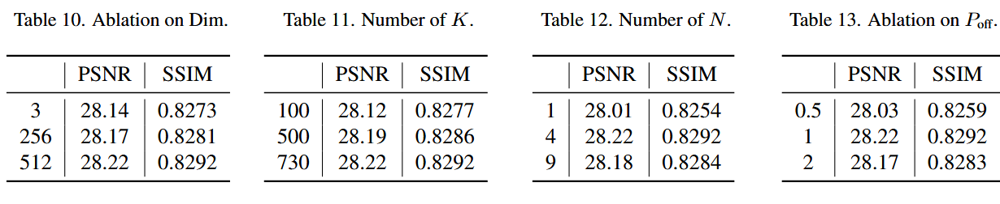 Table 10. Ablation on Dim.
PSNR SSIM
3 28.14 0.8273
256 28.17 0.8281
512 28.22 0.8292
Table 11. Number of K.
PSNR SSIM
100 28.12 0.8277
500 28.19 0.8286
730 28.22 0.8292
Table 12. Number of N.
PSNR SSIM
1 28.01 0.8254
4 28.22 0.8292
9 28.18 0.8284
Table 13. Ablation on P_off.
PSNR SSIM
0.5 28.03 0.8259
1 28.22 0.8292
2 28.17 0.8283